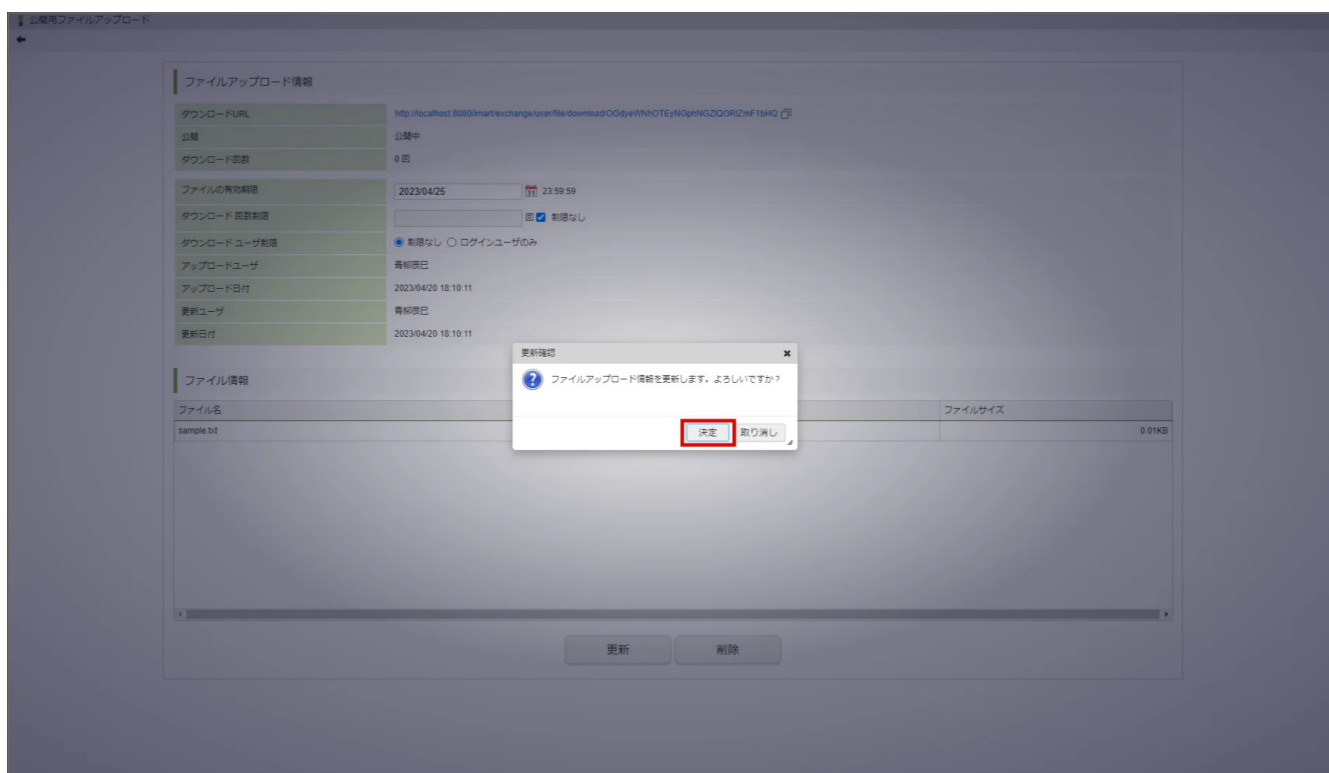 公開用ファイルアップロード
ファイルアップロード情報
ダウンロードURL
公開 公開中
ダウンロード回数 0 回
ファイルの有効期限 2023/04/25 31 23:59:59
ダウンロード回数制限 回 制限なし
ダウンロードユーザ制限 制限なし ログインユーザのみ
アップロードユーザ 青柳辰巳
アップロード日付 2023/04/20 18:10:11
更新ユーザ 青柳辰巳
更新日付 2023/04/20 18:10:11
更新確認
ファイルアップロード情報を更新します。よろしいですか？
決定 取り消し
ファイル情報
ファイル名 ファイルサイズ
sample.txt 0.01KB
更新 削除